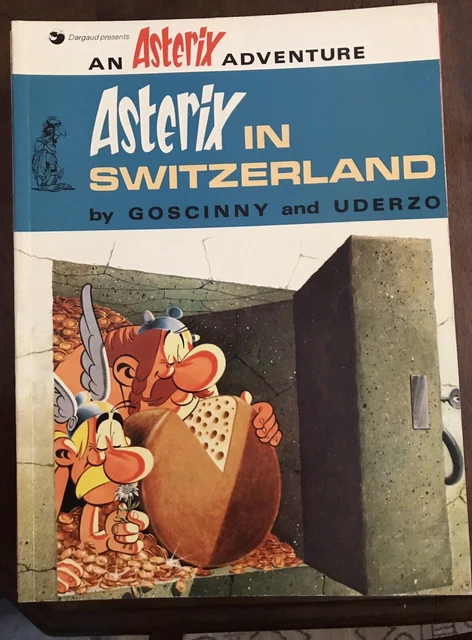 Dargaud presents
AN Asterix ADVENTURE
Asterix IN
SWITZERLAND
by GOSCINNY and UDERZO